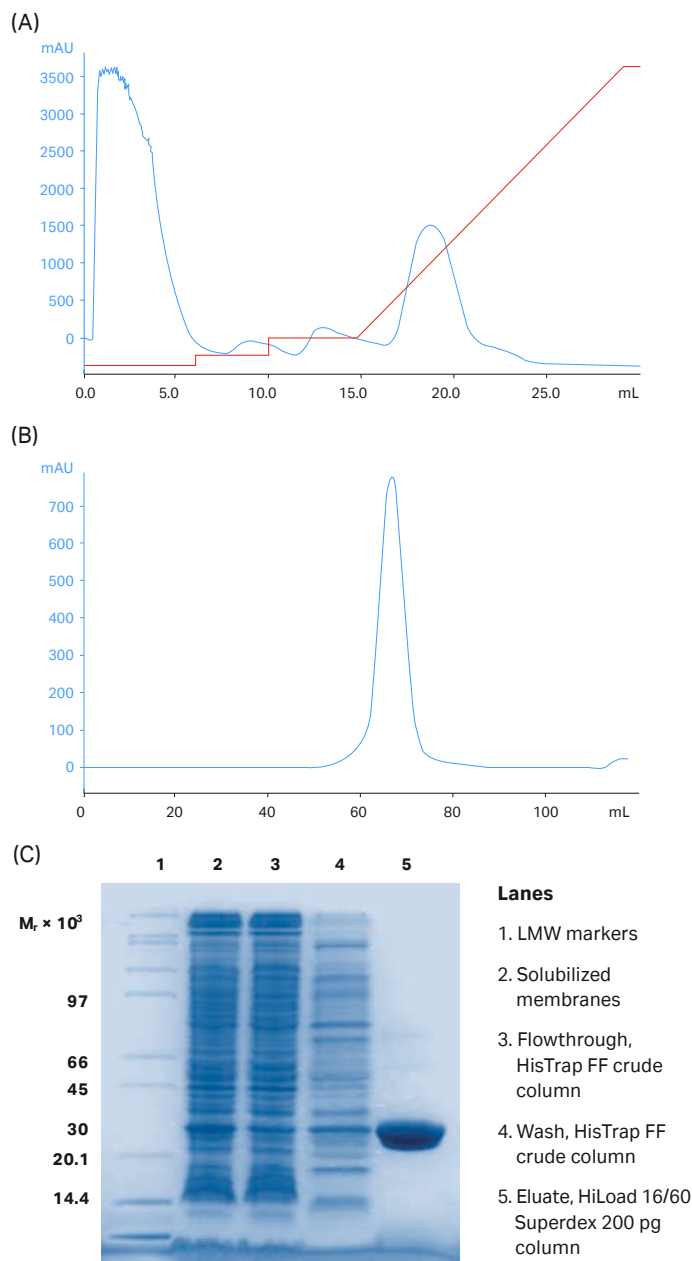 (A)
mAU
3500
3000
2500
2000
1500
1000
500
0
0.0 5.0 10.0 15.0 20.0 25.0 mL
(B)
mAU
700
600
500
400
300
200
100
0
0 20 40 60 80 100 mL
(C)
1 2 3 4 5
Mr × 10³
97
66
45
30
20.1
14.4
Lanes
1. LMW markers
2. Solubilized
membranes
3. Flowthrough,
HisTrap FF crude
column
4. Wash, HisTrap FF
crude column
5. Eluate, HiLoad 16/60
Superdex 200 pg
column